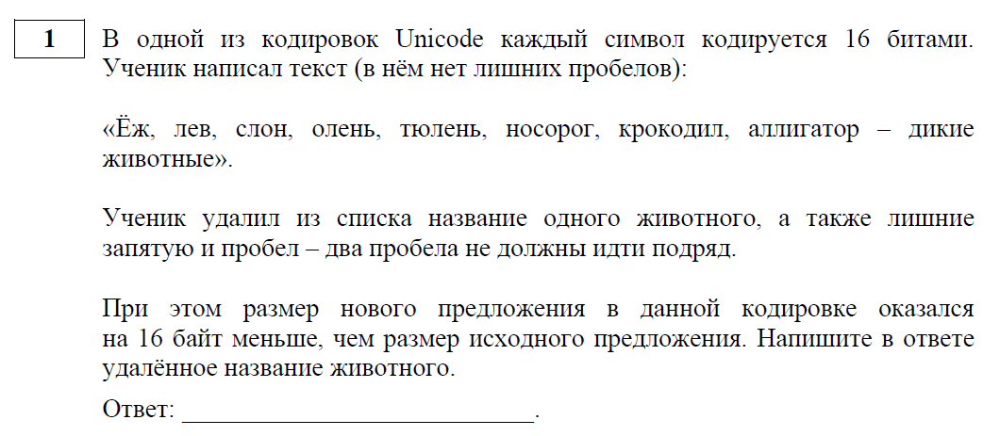 1
В одной из кодировок Unicode каждый символ кодируется 16 битами.
Ученик написал текст (в нём нет лишних пробелов):
«Ёж, лев, слон, олень, тюлень, носорог, крокодил, аллигатор – дикие
животные».
Ученик удалил из списка название одного животного, а также лишние
запятую и пробел – два пробела не должны идти подряд.
При этом размер нового предложения в данной кодировке оказался
на 16 байт меньше, чем размер исходного предложения. Напишите в ответе
удалённое название животного.
Ответ: ___________________________.